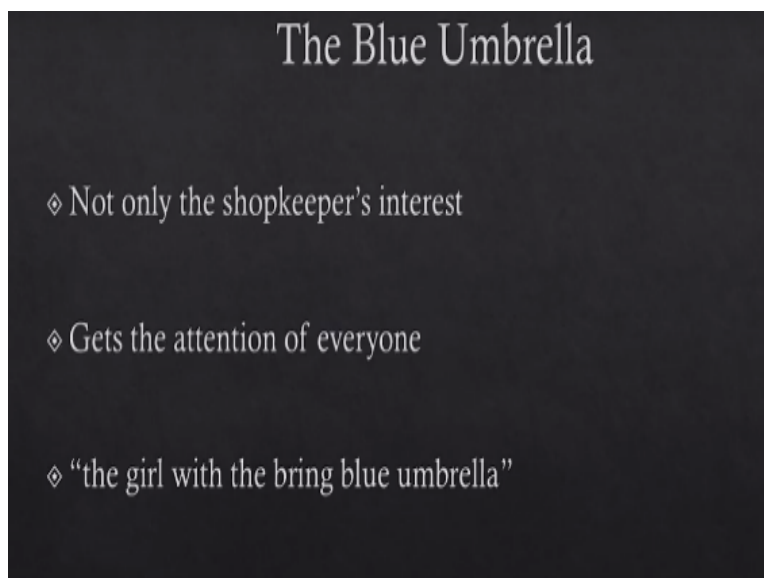 The Blue Umbrella
Not only the shopkeeper’s interest
Gets the attention of everyone
“the girl with the bring blue umbrella”